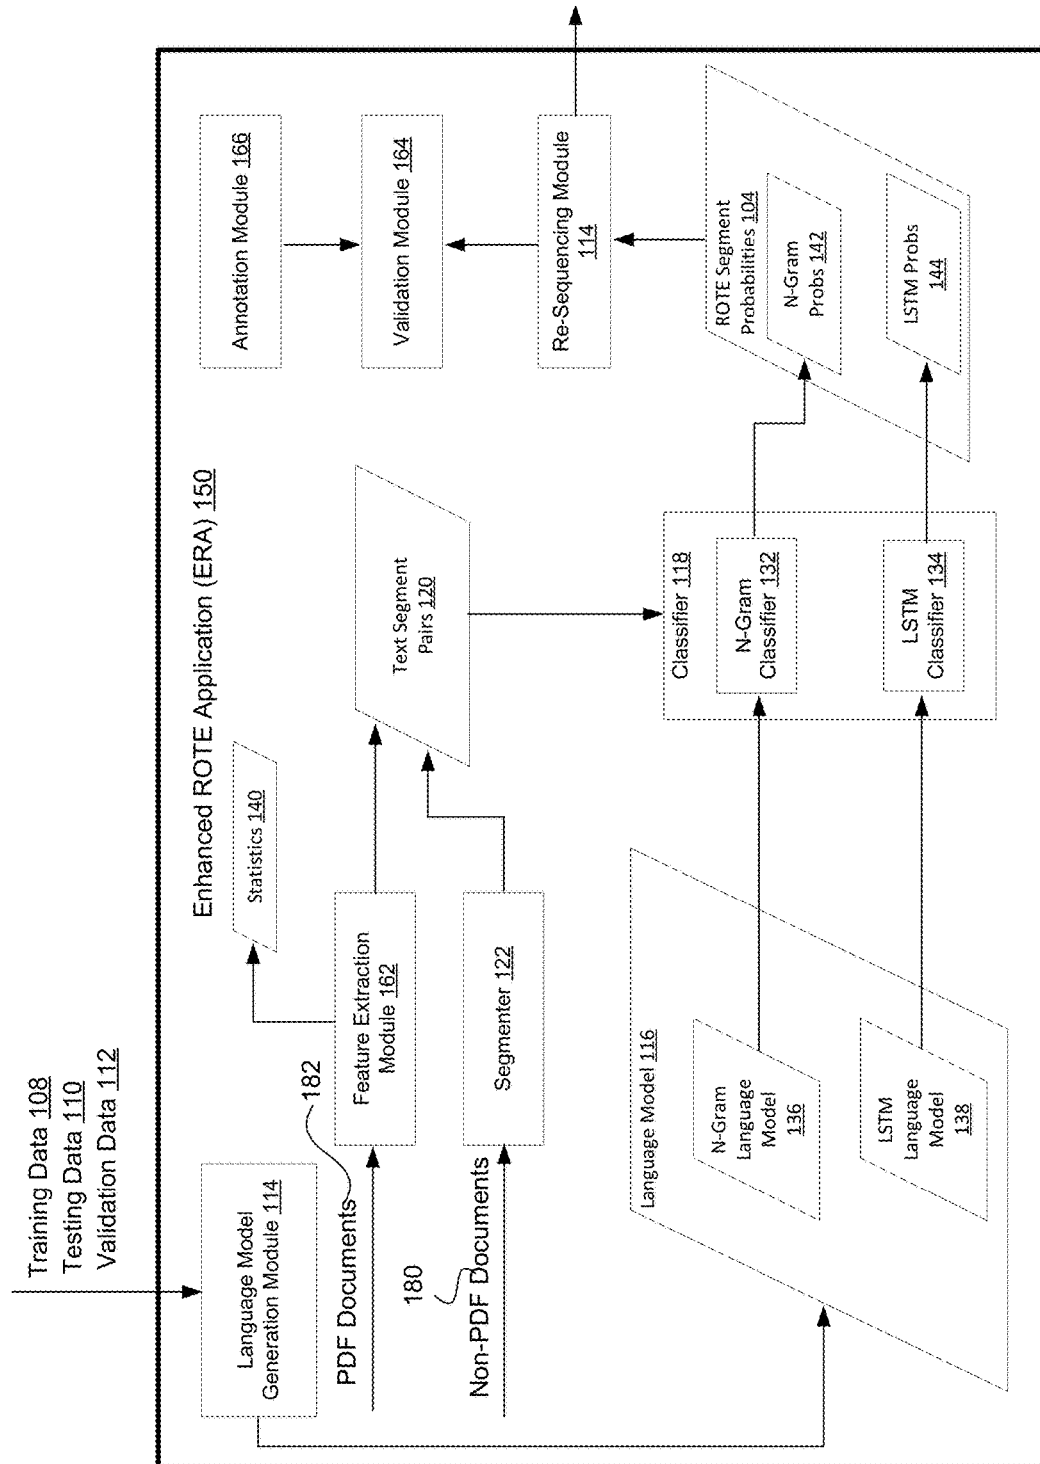 Training Data 108
Testing Data 110
Validation Data 112
Enhanced ROTE Application (ERA) 150
Language Model
Generation Module 114
PDF Documents
182
Feature Extraction
Module 162
Statistics 140
Non-PDF Documents
180
Segmenter 122
Text Segment
Pairs 120
Annotation Module 166
Validation Module 164
Re-Sequencing Module
114
Language Model 116
N-Gram
Language
Model
136
LSTM
Language
Model
138
Classifier 118
N-Gram
Classifier 132
LSTM
Classifier 134
ROTE Segment
Probabilities 104
N-Gram
Probs 142
LSTM Probs
144